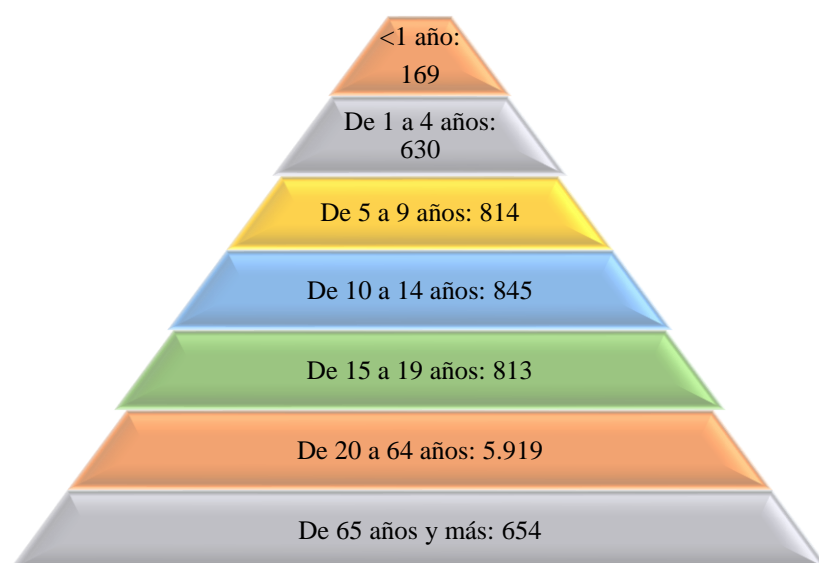 <1 año:
169
De 1 a 4 años:
630
De 5 a 9 años: 814
De 10 a 14 años: 845
De 15 a 19 años: 813
De 20 a 64 años: 5.919
De 65 años y más: 654